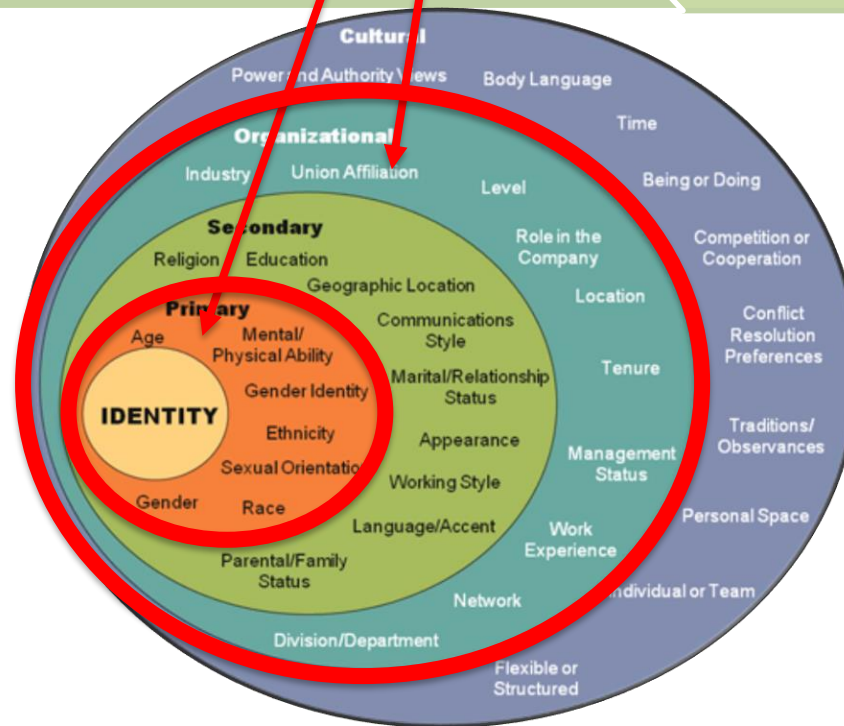 Cultural
Power and Authority Views
Body Language
Time
Being or Doing
Competition or
Cooperation
Conflict
Resolution
Preferences
Traditions/
Observances
Personal Space
Individual or Team
Flexible or
Structured
Organizational
Industry
Union Affiliation
Level
Role in the
Company
Location
Tenure
Management
Status
Work
Experience
Network
Division/Department
Secondary
Religion
Education
Geographic Location
Communications
Style
Marital/Relationship
Status
Appearance
Working Style
Language/Accent
Parental/Family
Status
Primary
Age
Mental/
Physical Ability
Gender Identity
Ethnicity
Sexual Orientation
Race
Gender
IDENTITY